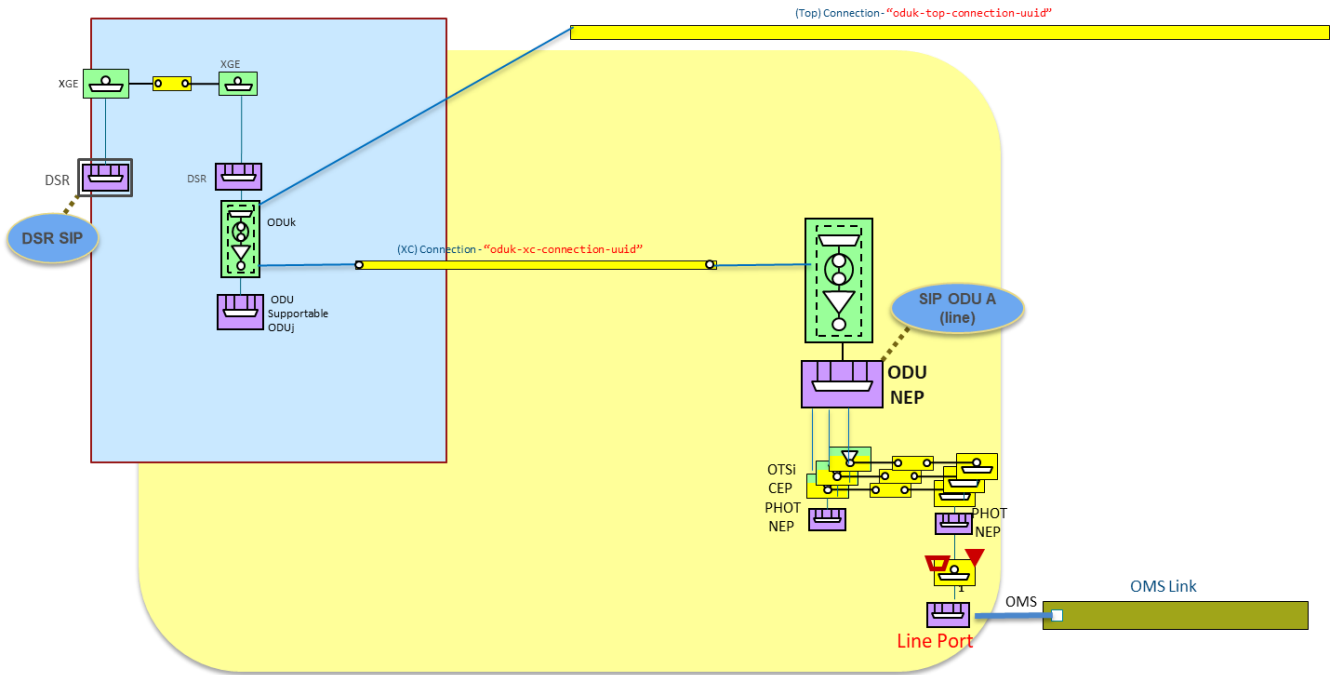 (Top) Connection - "oduk-top-connection-uuid"
XGE
XGE
DSR
DSR
DSR SIP
ODUk
(XC) Connection - "oduk-xc-connection-uuid"
ODU
Supportable
ODUj
SIP ODU A
(line)
ODU
NEP
OTSi
CEP
PHOT
NEP
PHOT
NEP
1
OMS
OMS Link
Line Port